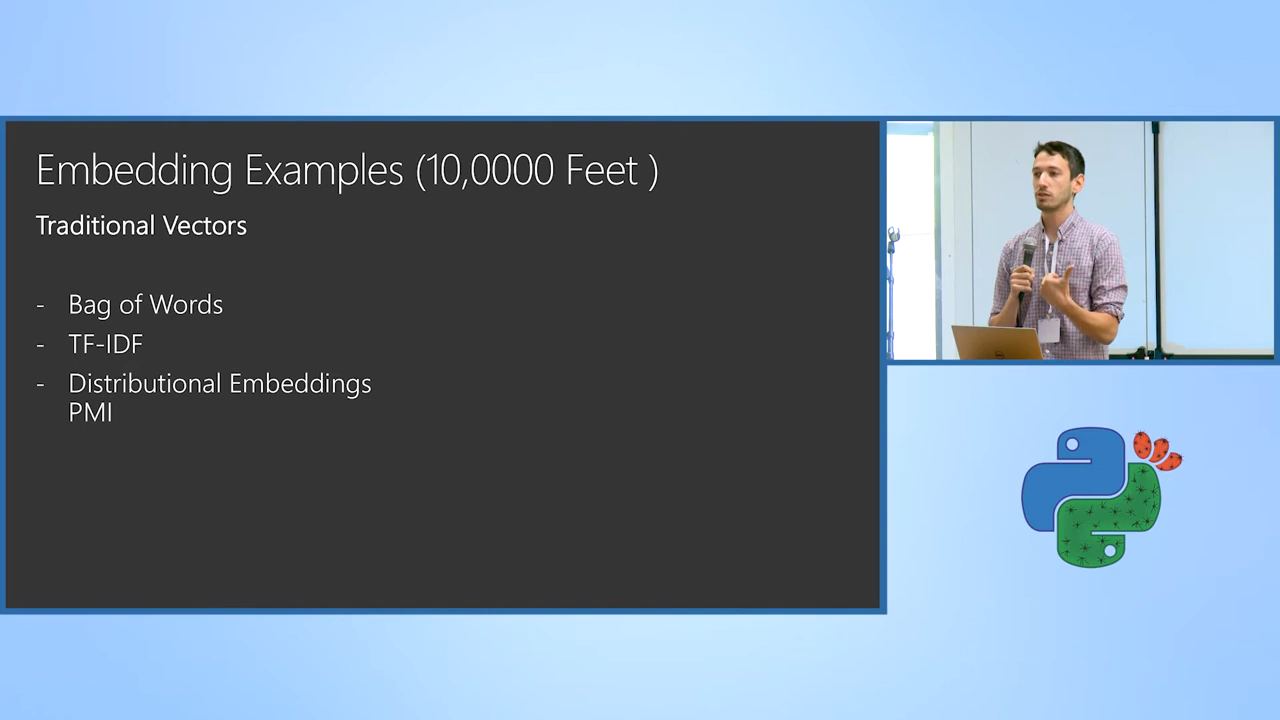 Embedding Examples (10,0000 Feet )
Traditional Vectors
- Bag of Words
- TF-IDF
- Distributional Embeddings
PMI